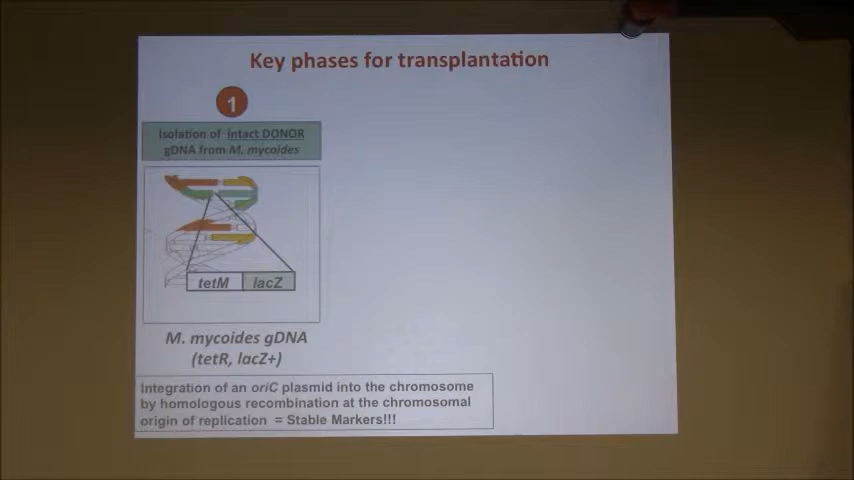 Key phases for transplantation
1
Isolation of intact DONOR
gDNA from M. mycoides
tetM lacZ
M. mycoides gDNA
(tetR, lacZ+)
Integration of an oriC plasmid into the chromosome
by homologous recombination at the chromosomal
origin of replication = Stable Markers!!!